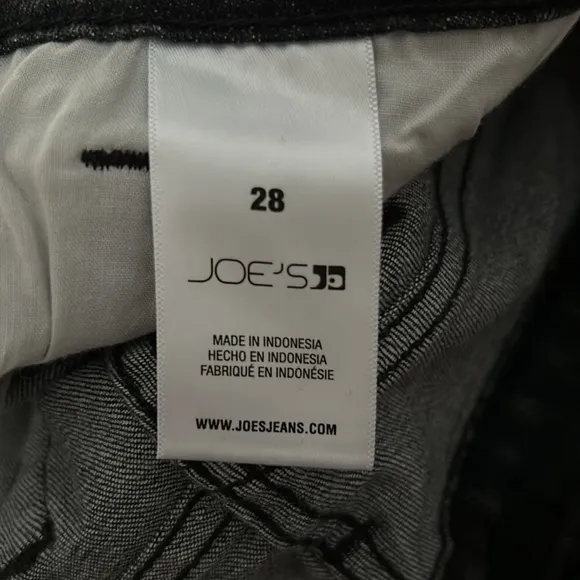 28
JOE'S
MADE IN INDONESIA
HECHO EN INDONESIA
FABRIQUÉ EN INDONÉSIE
WWW.JOESJEANS.COM